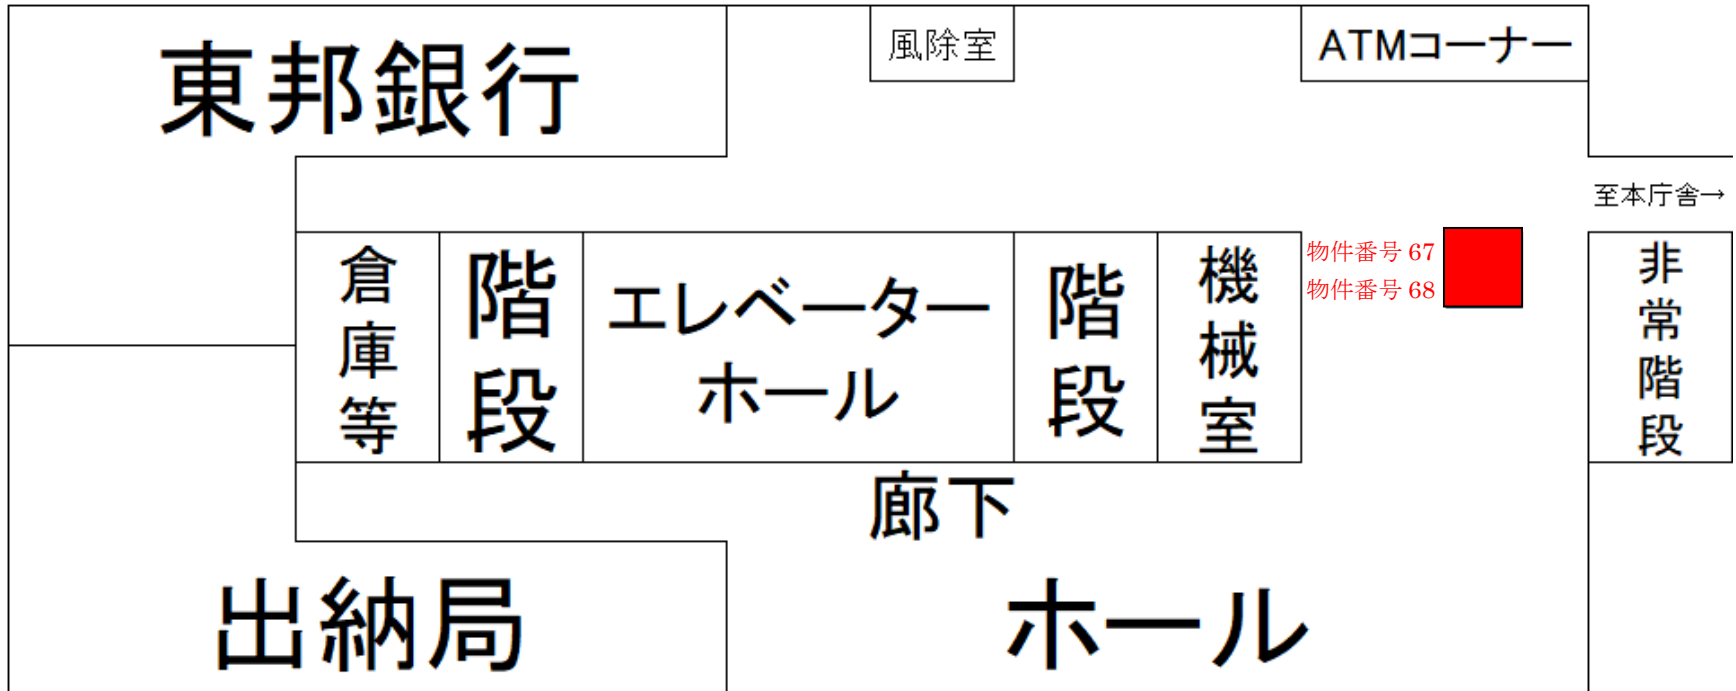 東邦銀行
風除室
ATMコーナー
至本庁舎→
倉庫等
階段
エレベーター
ホール
階段
機械室
物件番号 67
物件番号 68
非常階段
廊下
出納局
ホール